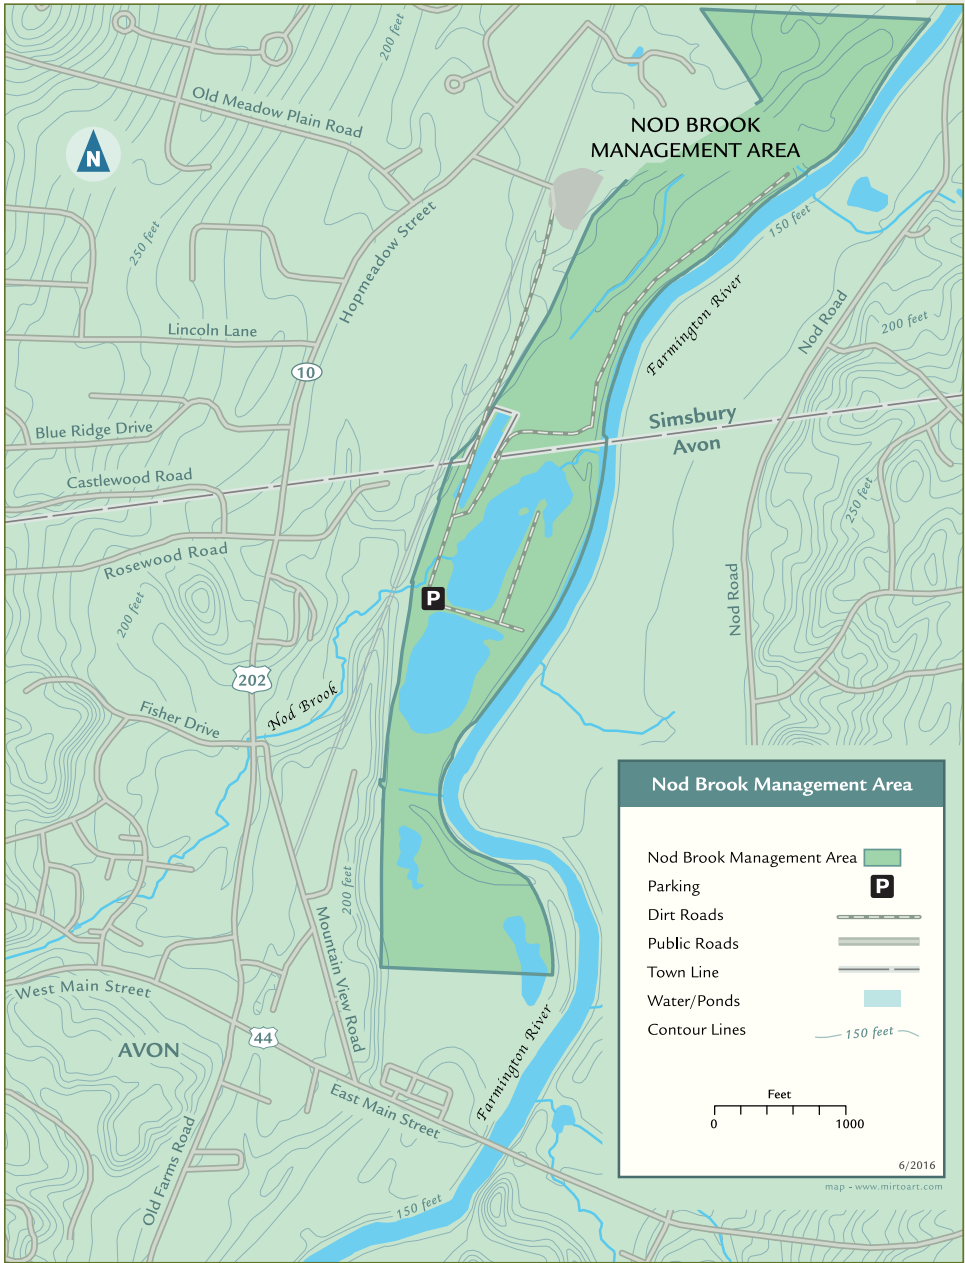 200 feet
Old Meadow Plain Road
NOD BROOK
MANAGEMENT AREA
N
250 feet
Hopmeadow Street
150 feet
Farmington River
Nod Road
200 feet
Lincoln Lane
10
Simsbury
Avon
Blue Ridge Drive
Castlewood Road
250 feet
Rosewood Road
Nod Road
200 feet
P
202
Nod Brook
Fisher Drive
200 feet
Mountain View Road
West Main Street
44
AVON
Farmington River
East Main Street
Old Farms Road
150 feet
Nod Brook Management Area
Nod Brook Management Area
Parking
P
Dirt Roads
Public Roads
Town Line
Water/Ponds
Contour Lines
150 feet
Feet
0 1000
6/2016
map - www.mirtoart.com